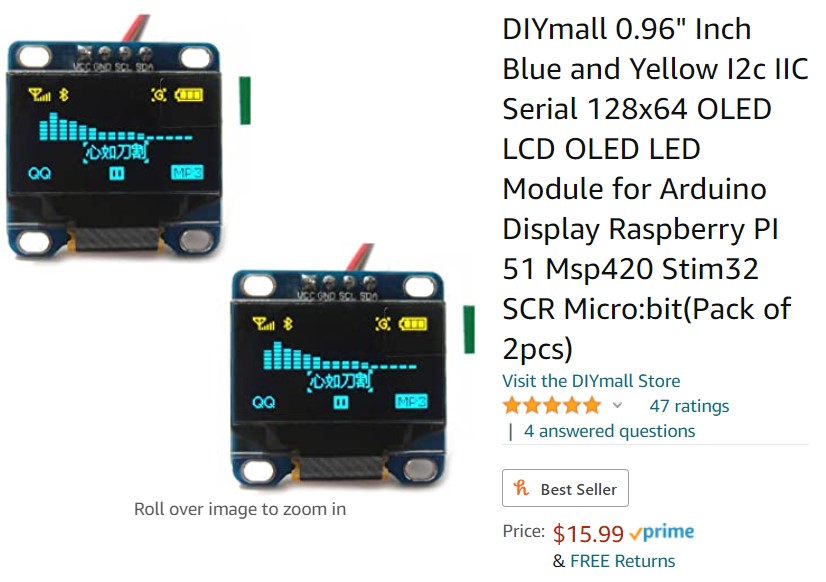 VCC GND SCL SDA
心如刀割
QQ
MP3
VCC GND SCL SDA
心如刀割
QQ
MP3
Roll over image to zoom in
DIYmall 0.96" Inch
Blue and Yellow I2c IIC
Serial 128x64 OLED
LCD OLED LED
Module for Arduino
Display Raspberry PI
51 Msp420 Stim32
SCR Micro:bit(Pack of
2pcs)
Visit the DIYmall Store
47 ratings
| 4 answered questions
Best Seller
Price: $15.99 prime
& FREE Returns